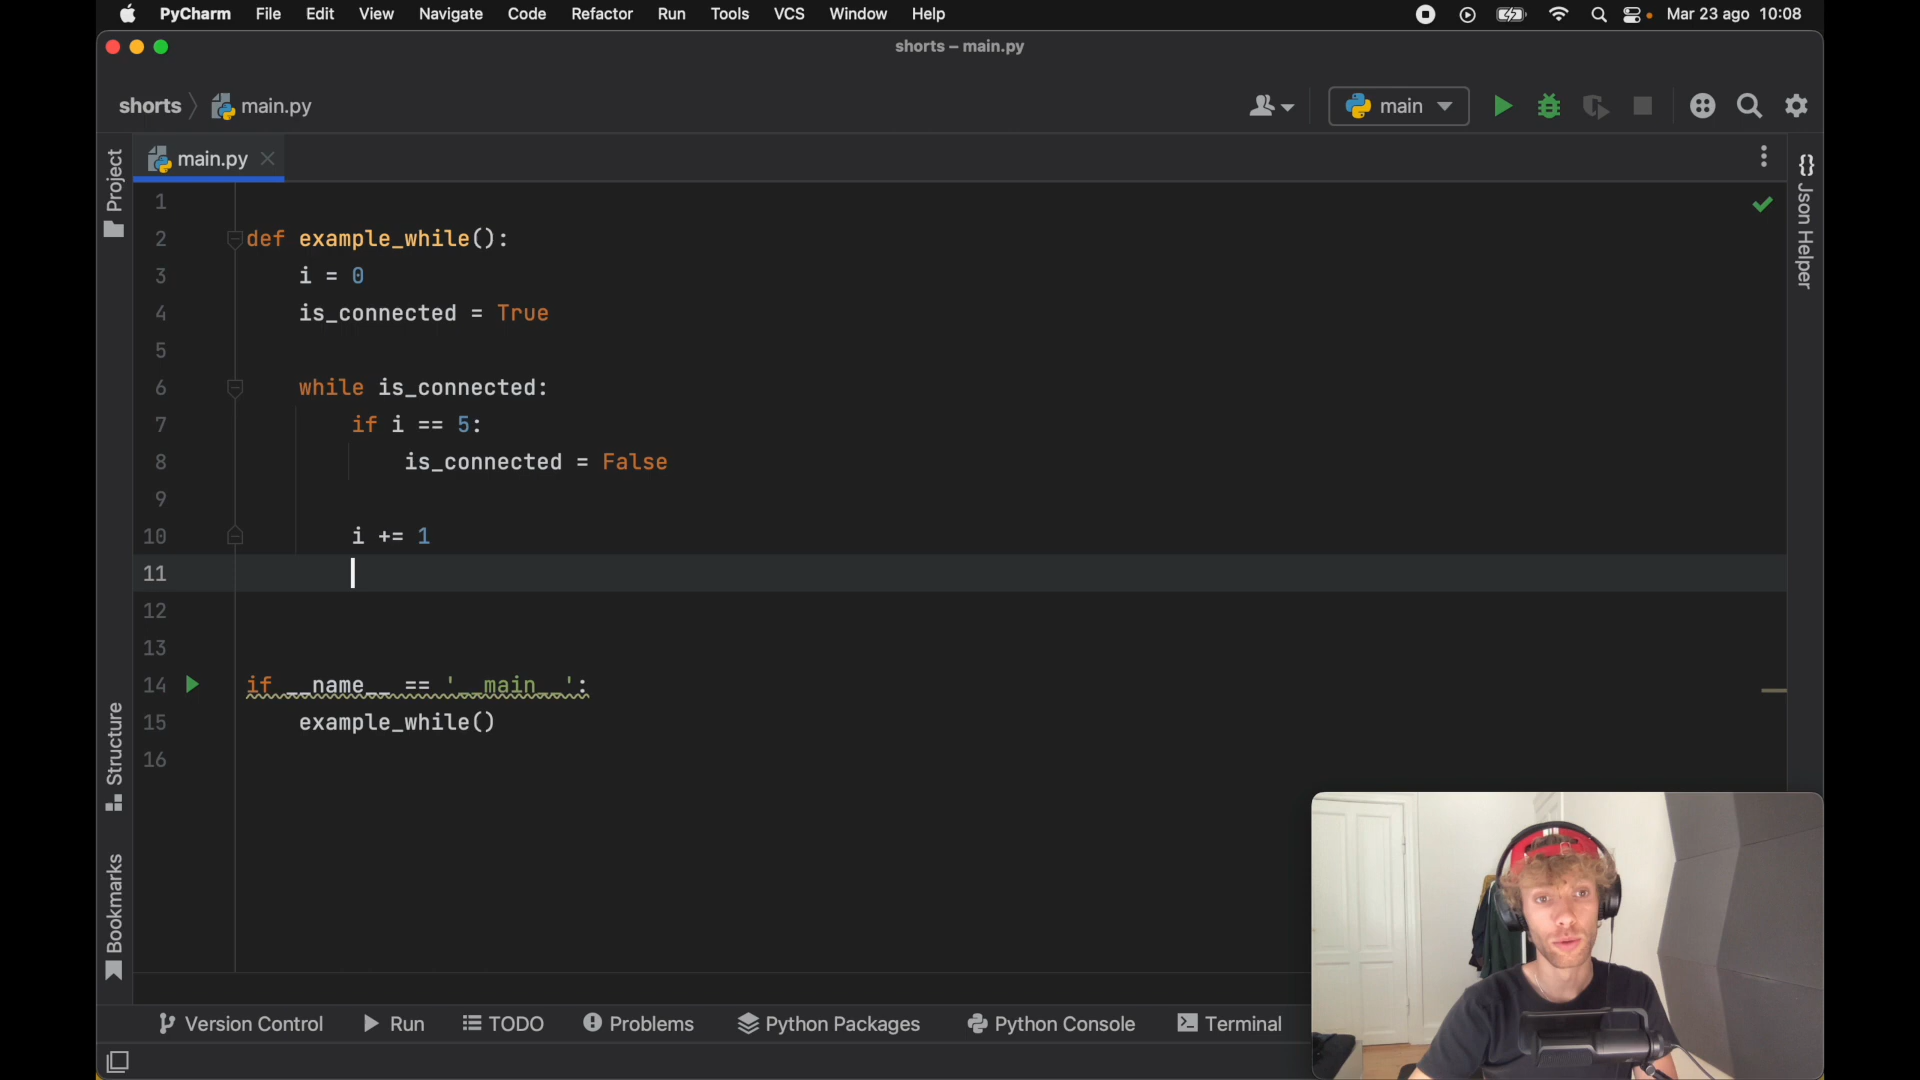 PyCharm File Edit View Navigate Code Refactor Run Tools VCS Window Help Mar 23 ago 10:08
shorts – main.py
shorts main.py main
Project main.py
Json Helper
1
2 def example_while():
3 i = 0
4 is_connected = True
5
6 while is_connected:
7 if i == 5:
8 is_connected = False
9
10 i += 1
11
12
13
14 if __name__ == '__main__':
15 example_while()
16
Structure
Bookmarks
Version Control Run TODO Problems Python Packages Python Console Terminal